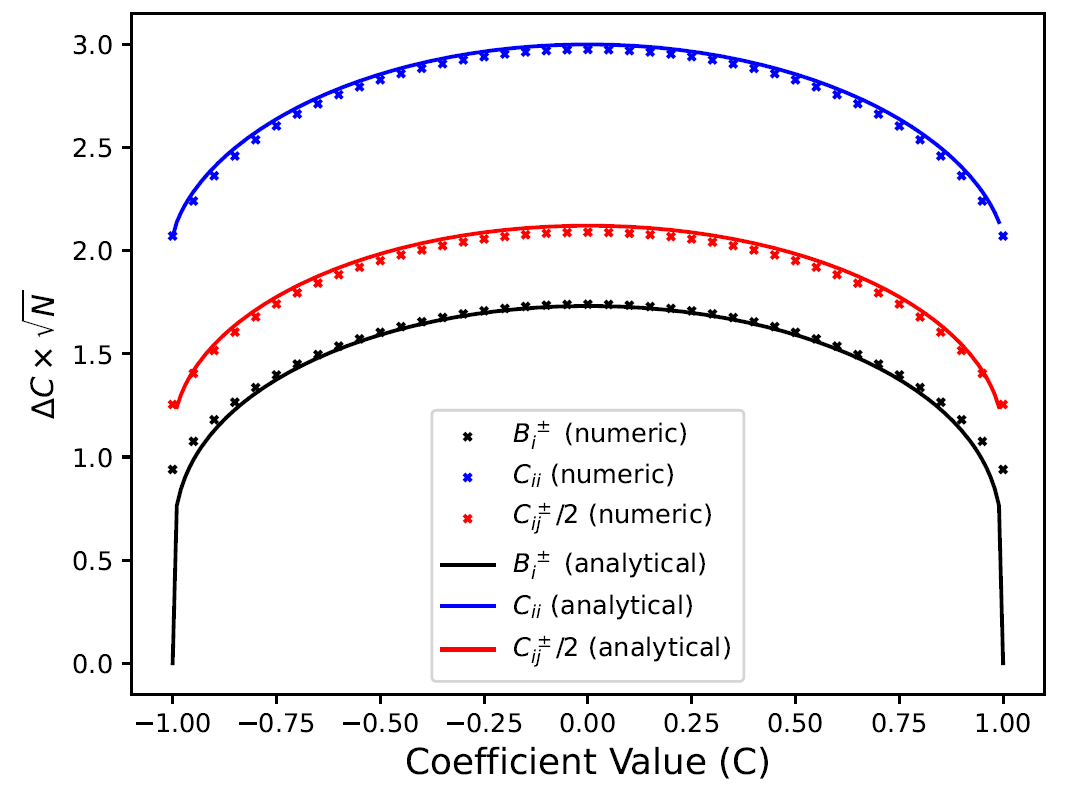 3.0
2.5
2.0
1.5
1.0
0.5
0.0
ΔC × √N
B_i^± (numeric)
C_ii (numeric)
C_ij^±/2 (numeric)
B_i^± (analytical)
C_ii (analytical)
C_ij^±/2 (analytical)
−1.00 −0.75 −0.50 −0.25 0.00 0.25 0.50 0.75 1.00
Coefficient Value (C)